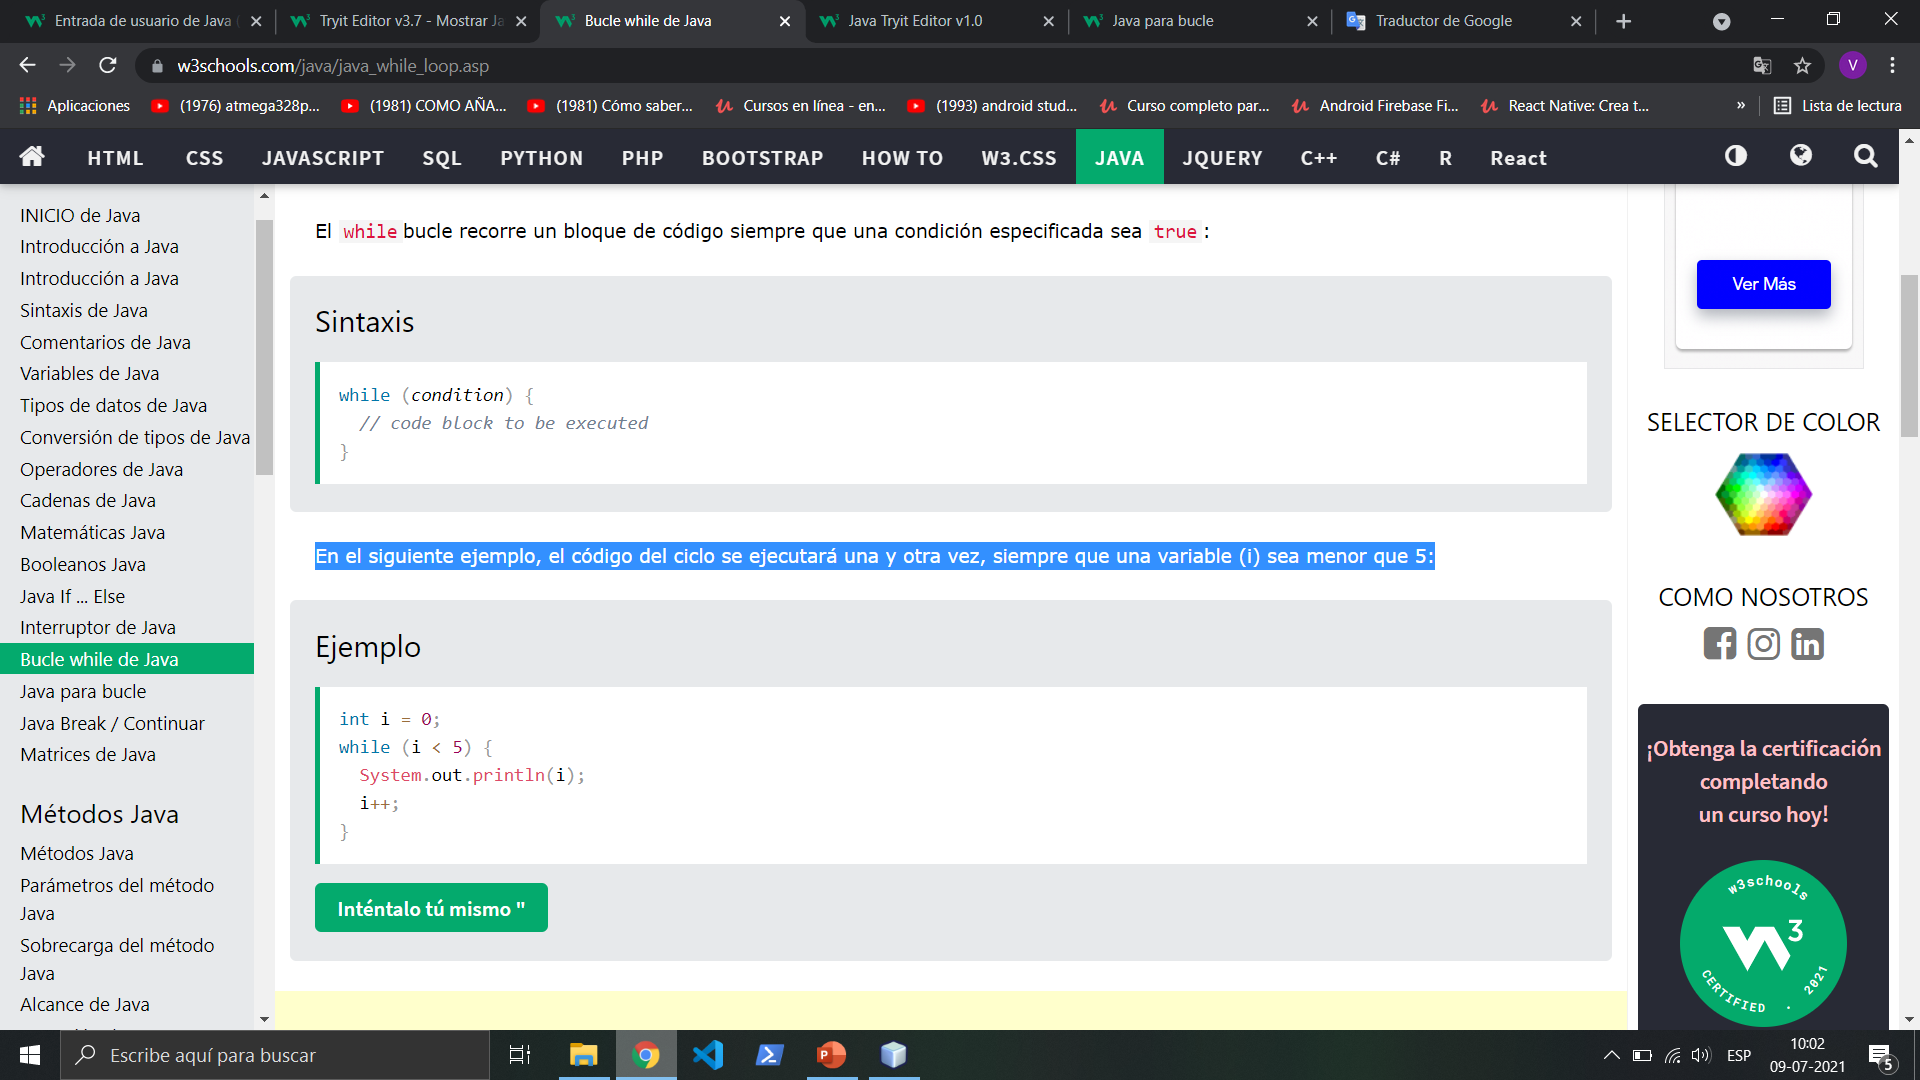 Entrada de usuario de Java (
Tryit Editor v3.7 - Mostrar Ja
Bucle while de Java
Java Tryit Editor v1.0
Java para bucle
Traductor de Google
w3schools.com/java/java_while_loop.asp
V
Aplicaciones
(1976) atmega328p...
(1981) COMO AÑA...
(1981) Cómo saber...
Cursos en línea - en...
(1993) android stud...
Curso completo par...
Android Firebase Fi...
React Native: Crea t...
»
Lista de lectura
HTML
CSS
JAVASCRIPT
SQL
PYTHON
PHP
BOOTSTRAP
HOW TO
W3.CSS
JAVA
JQUERY
C++
C#
R
React
INICIO de Java
Introducción a Java
Introducción a Java
Sintaxis de Java
Comentarios de Java
Variables de Java
Tipos de datos de Java
Conversión de tipos de Java
Operadores de Java
Cadenas de Java
Matemáticas Java
Booleanos Java
Java If ... Else
Interruptor de Java
Bucle while de Java
Java para bucle
Java Break / Continuar
Matrices de Java
Métodos Java
Métodos Java
Parámetros del método
Java
Sobrecarga del método
Java
Alcance de Java
El while bucle recorre un bloque de código siempre que una condición especificada sea true :
Sintaxis
while (condition) {
  // code block to be executed
}
En el siguiente ejemplo, el código del ciclo se ejecutará una y otra vez, siempre que una variable (i) sea menor que 5:
Ejemplo
int i = 0;
while (i < 5) {
  System.out.println(i);
  i++;
}
Inténtalo tú mismo "
Ver Más
SELECTOR DE COLOR
COMO NOSOTROS
¡Obtenga la certificación
completando
un curso hoy!
w3schools
W3
CERTIFIED . 2021
Escribe aquí para buscar
ESP
10:02
09-07-2021
5